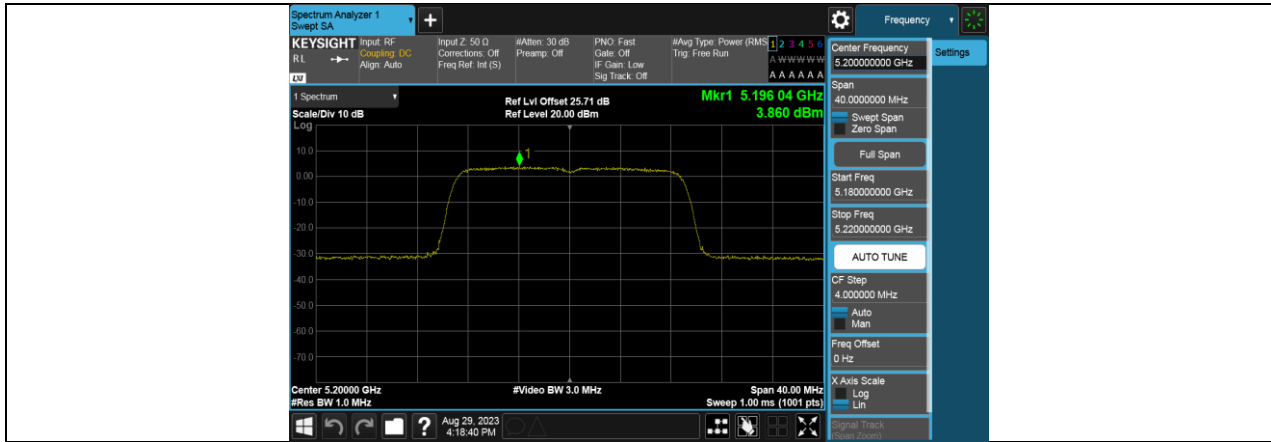 Spectrum Analyzer 1
Swept SA
+
Frequency
KEYSIGHT
RL
LXI
Input: RF
Coupling: DC
Align: Auto
Input Z: 50 Ω
Corrections: Off
Freq Ref: Int (S)
#Atten: 30 dB
Preamp: Off
PNO: Fast
Gate: Off
IF Gain: Low
Sig Track: Off
#Avg Type: Power (RMS
Trig: Free Run
1 2 3 4 5 6
A W W W W W
A A A A A A
1 Spectrum
Scale/Div 10 dB
Log
Ref Lvl Offset 25.71 dB
Ref Level 20.00 dBm
Mkr1 5.196 04 GHz
3.860 dBm
1
10.0
0.00
-10.0
-20.0
-30.0
-40.0
-50.0
-60.0
-70.0
Center 5.20000 GHz
#Res BW 1.0 MHz
#Video BW 3.0 MHz
Span 40.00 MHz
Sweep 1.00 ms (1001 pts)
?
Aug 29, 2023
4:18:40 PM
Center Frequency
5.200000000 GHz
Settings
Span
40.0000000 MHz
Swept Span
Zero Span
Full Span
Start Freq
5.180000000 GHz
Stop Freq
5.220000000 GHz
AUTO TUNE
CF Step
4.000000 MHz
Auto
Man
Freq Offset
0 Hz
X Axis Scale
Log
Lin
Signal Track
(Span Zoom)